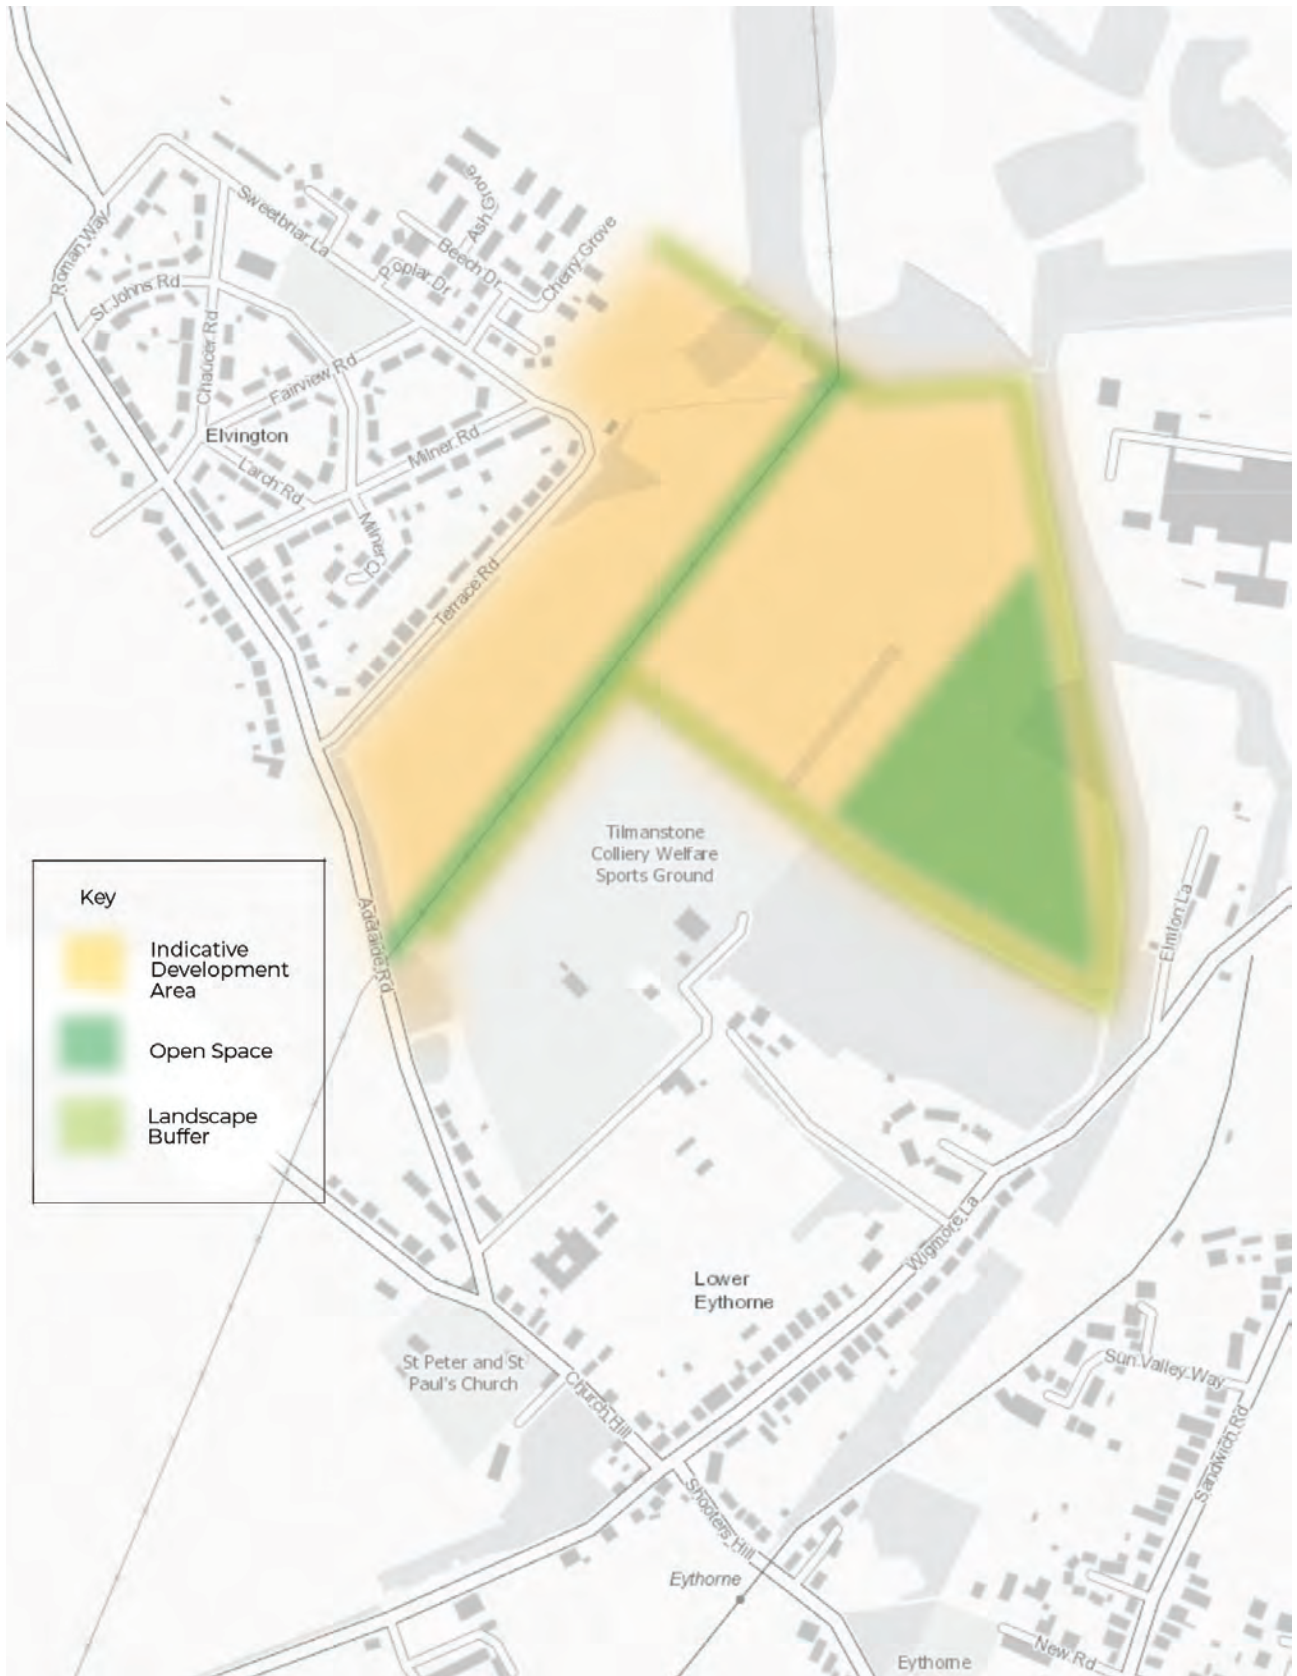 Roman Way
Sweetbriar La
Ash Grove
Beech Dr
Poplar Dr
Cherry Grove
St Johns Rd
Chaucer Rd
Fairview Rd
Elvington
Milner Rd
Larch Rd
Milner Cl
Terrace Rd
Tilmanstone
Colliery Welfare
Sports Ground
Key
Indicative
Development
Area
Open Space
Landscape
Buffer
Adelaide Rd
Elmton La
Wigmore La
Lower
Eythorne
St Peter and St
Paul's Church
Church Hill
Sun Valley Way
Sandwich Rd
Shooters Hill
Eythorne
New Rd
Eythorne